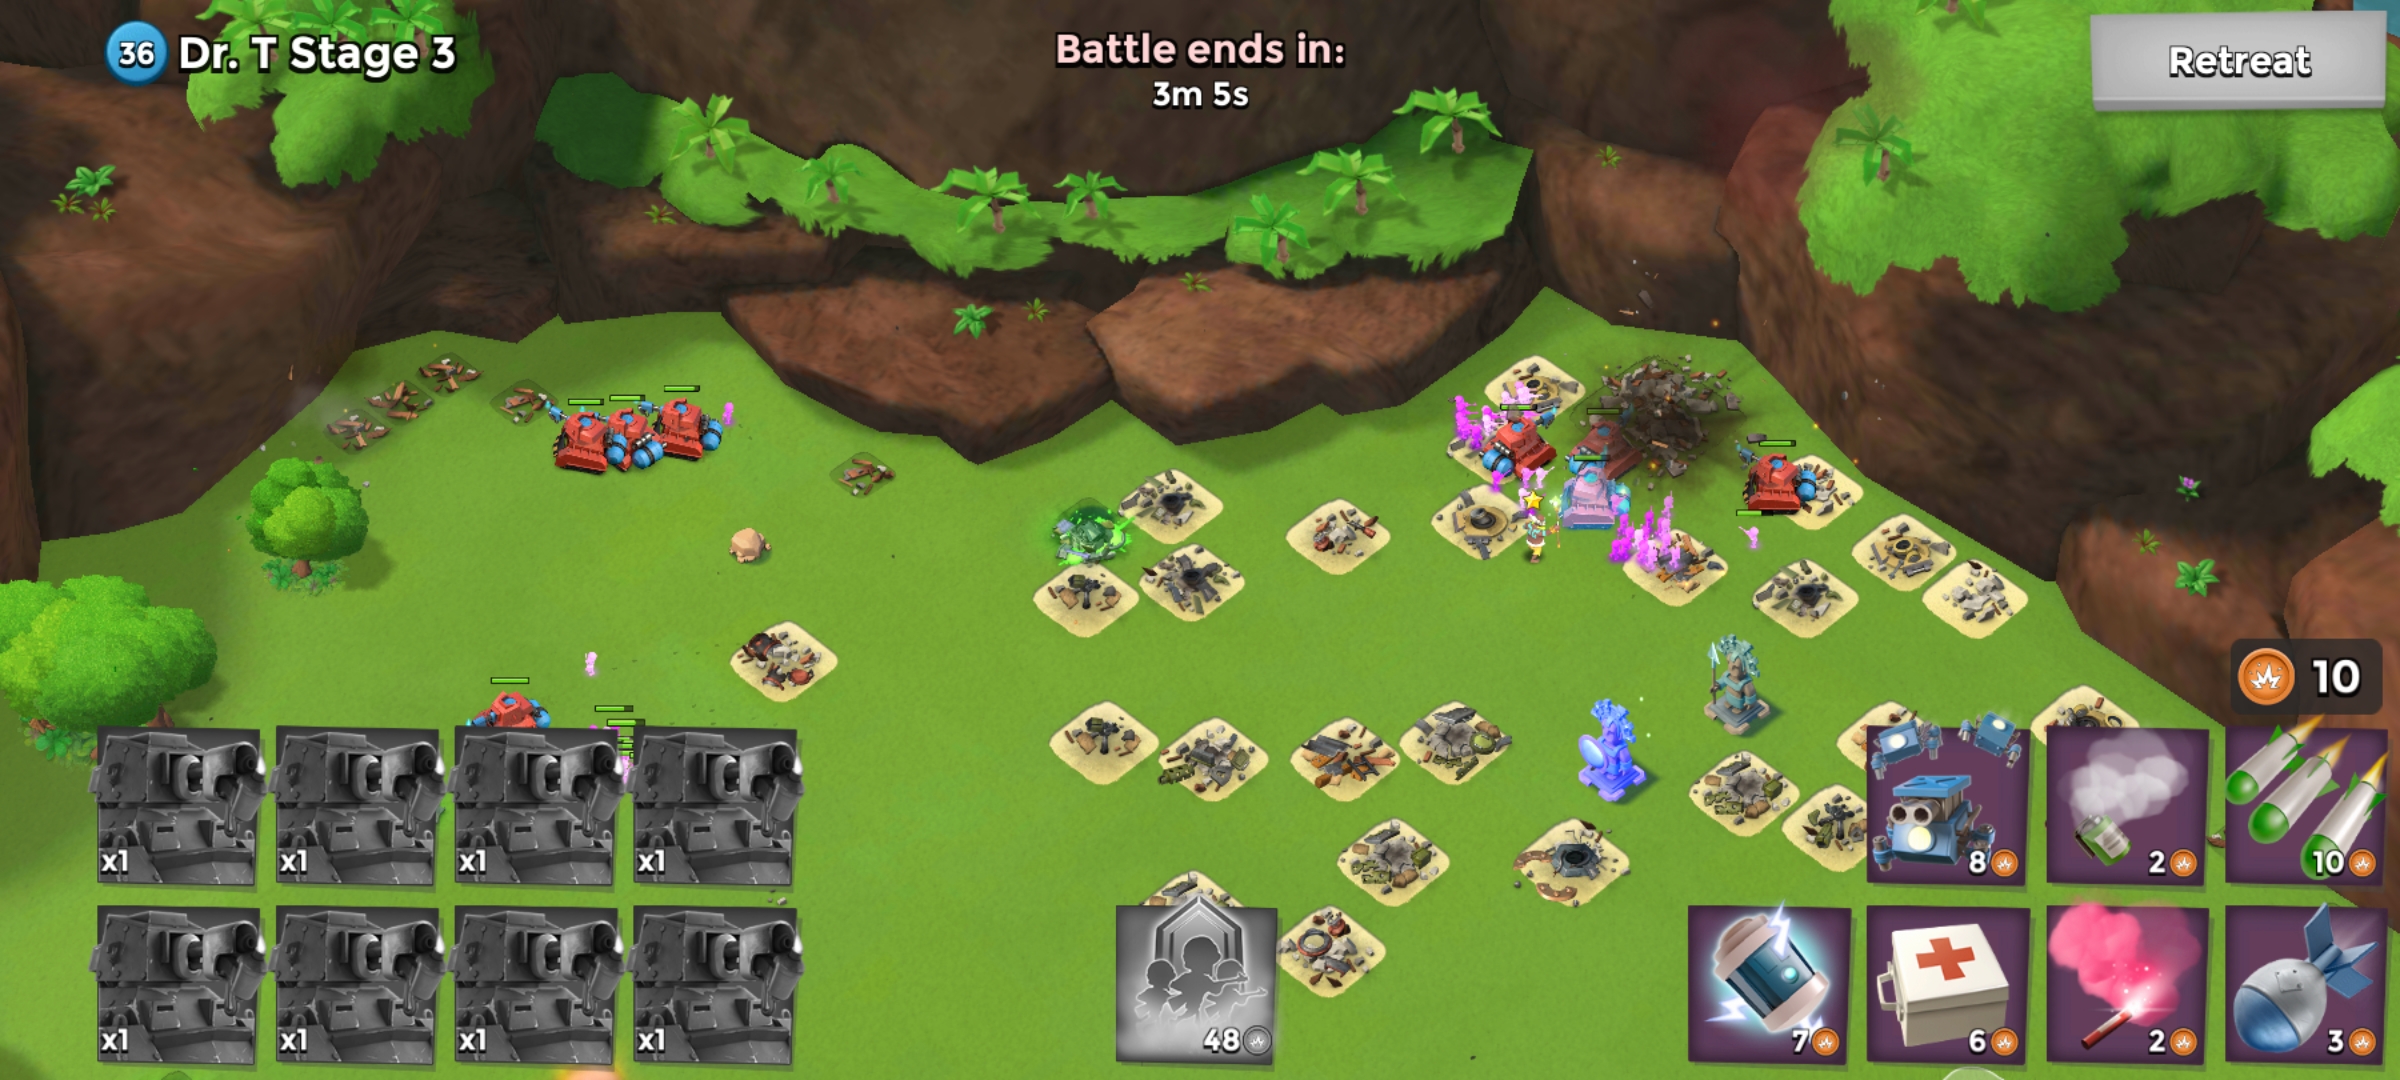 36 Dr. T Stage 3
Battle ends in:
3m 5s
Retreat
10
x1 x1 x1 x1
8 2 10
x1 x1 x1 x1
48
7 6 2 3